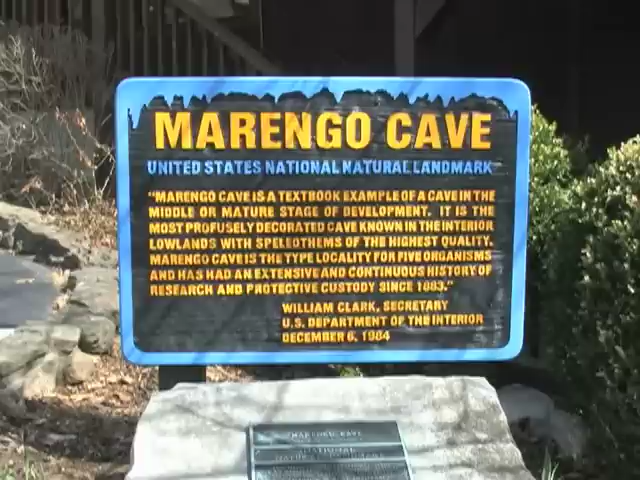 MARENGO CAVE
UNITED STATES NATIONAL NATURAL LANDMARK
"MARENGO CAVE IS A TEXTBOOK EXAMPLE OF A CAVE IN THE
MIDDLE OR MATURE STAGE OF DEVELOPMENT. IT IS THE
MOST PROFUSELY DECORATED CAVE KNOWN IN THE INTERIOR
LOWLANDS WITH SPELEOTHEMS OF THE HIGHEST QUALITY.
MARENGO CAVE IS THE TYPE LOCALITY FOR FIVE ORGANISMS
AND HAS HAD AN EXTENSIVE AND CONTINUOUS HISTORY OF
RESEARCH AND PROTECTIVE CUSTODY SINCE 1883."
WILLIAM CLARK, SECRETARY
U.S. DEPARTMENT OF THE INTERIOR
DECEMBER 6, 1984
MARENGO CAVE
NATIONAL